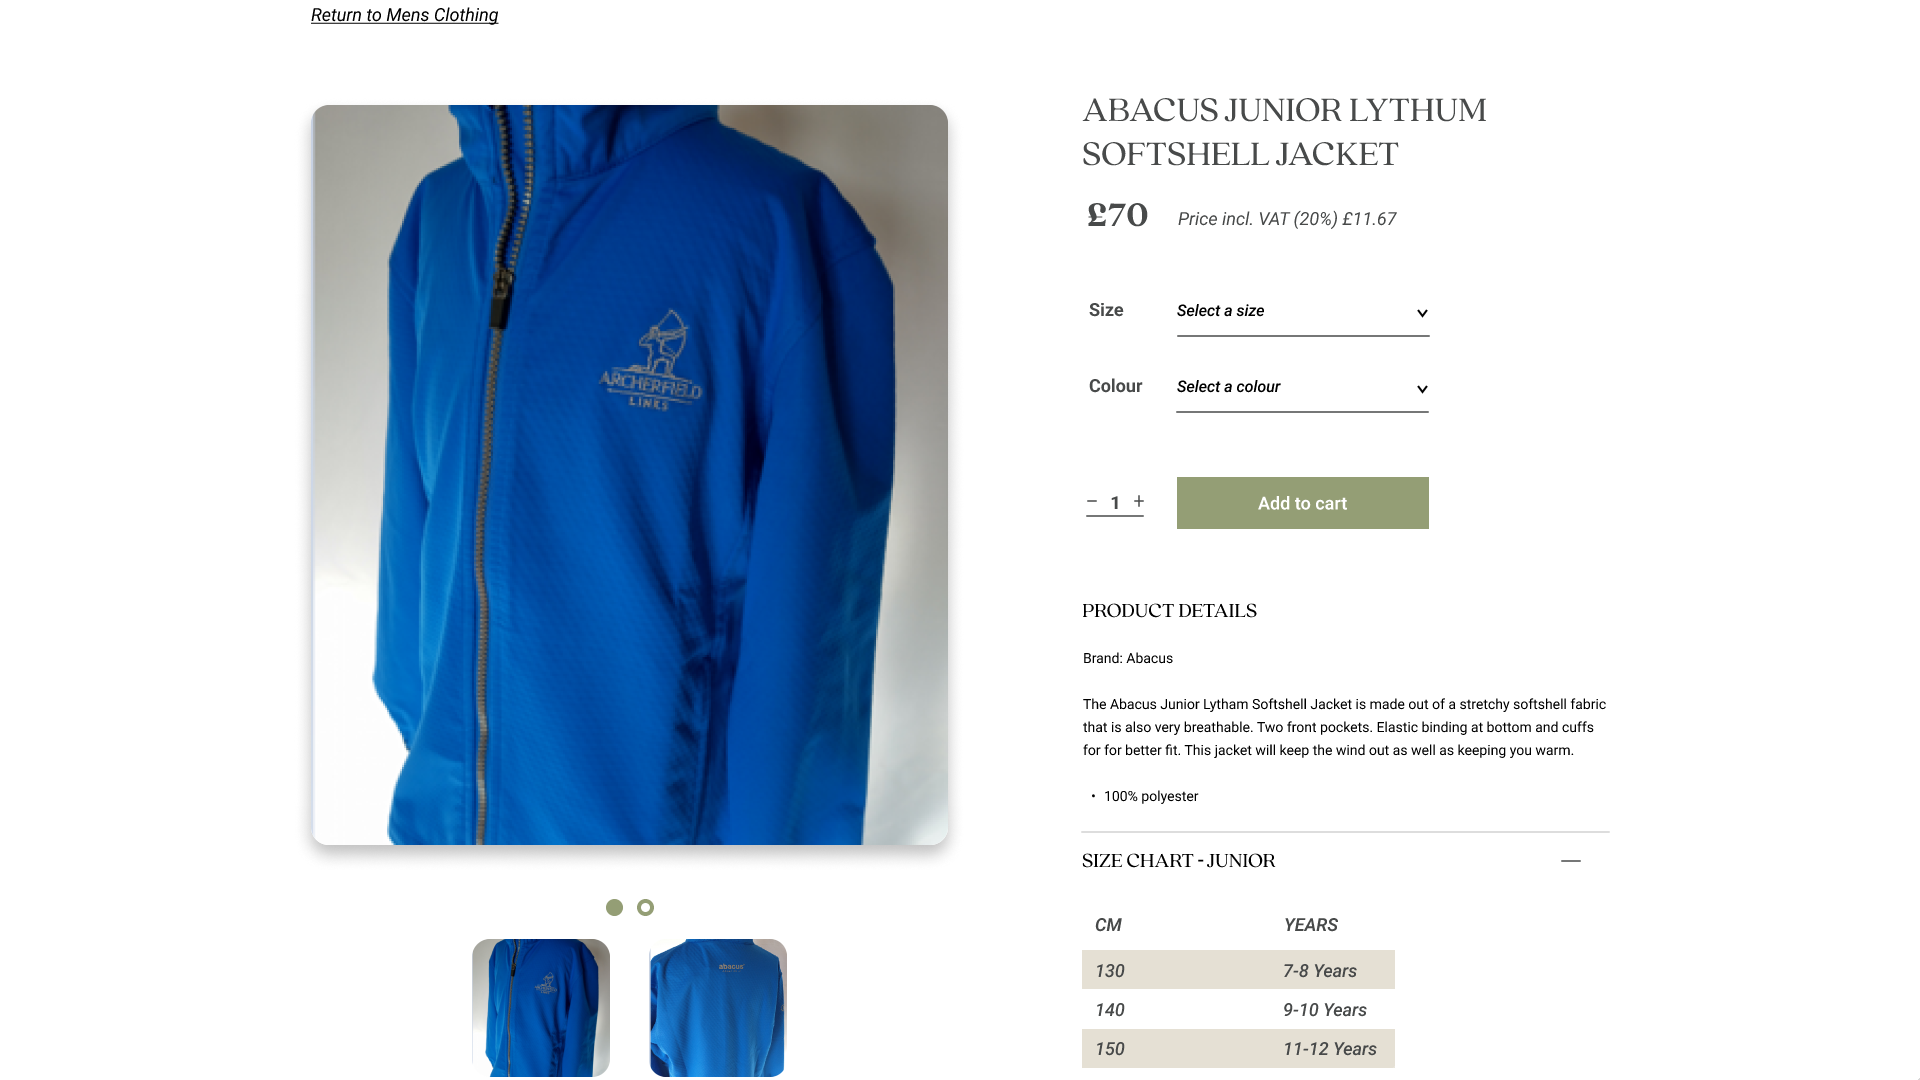 Return to Mens Clothing
ABACUS JUNIOR LYTHUM
SOFTSHELL JACKET
£70 Price incl. VAT (20%) £11.67
Size Select a size
Colour Select a colour
− 1 + Add to cart
ARCHERFIELD
LINKS
PRODUCT DETAILS
Brand: Abacus
The Abacus Junior Lytham Softshell Jacket is made out of a stretchy softshell fabric
that is also very breathable. Two front pockets. Elastic binding at bottom and cuffs
for for better fit. This jacket will keep the wind out as well as keeping you warm.
• 100% polyester
SIZE CHART - JUNIOR
CM YEARS
130 7-8 Years
140 9-10 Years
150 11-12 Years
abacus